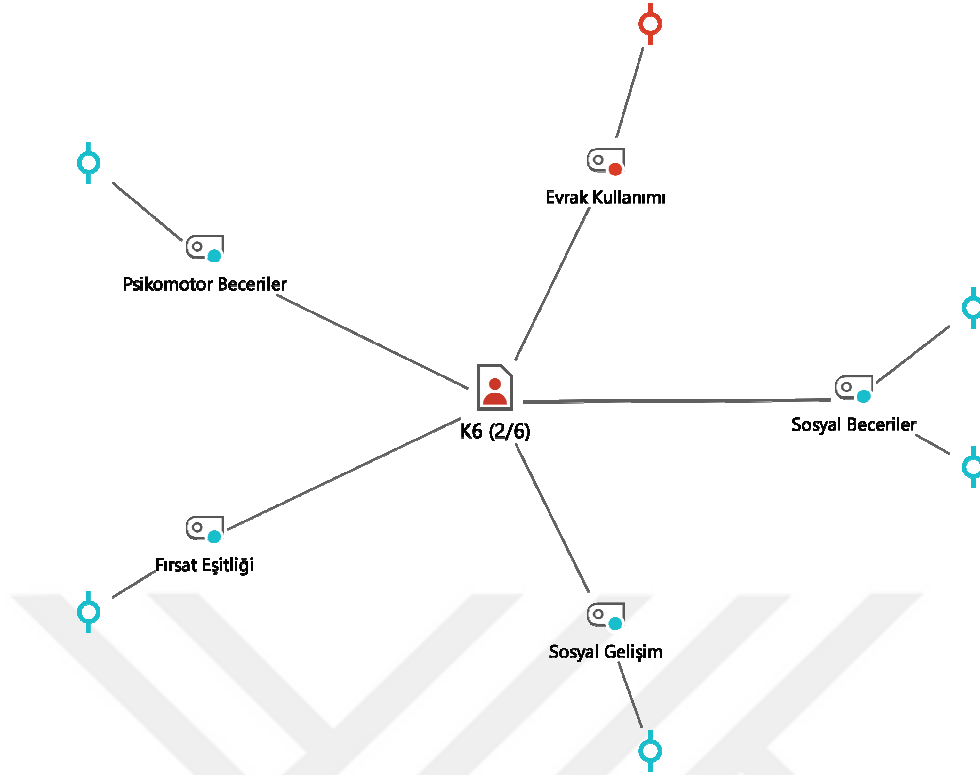 Evrak Kullanımı
Psikomotor Beceriler
Sosyal Beceriler
K6 (2/6)
Fırsat Eşitliği
Sosyal Gelişim